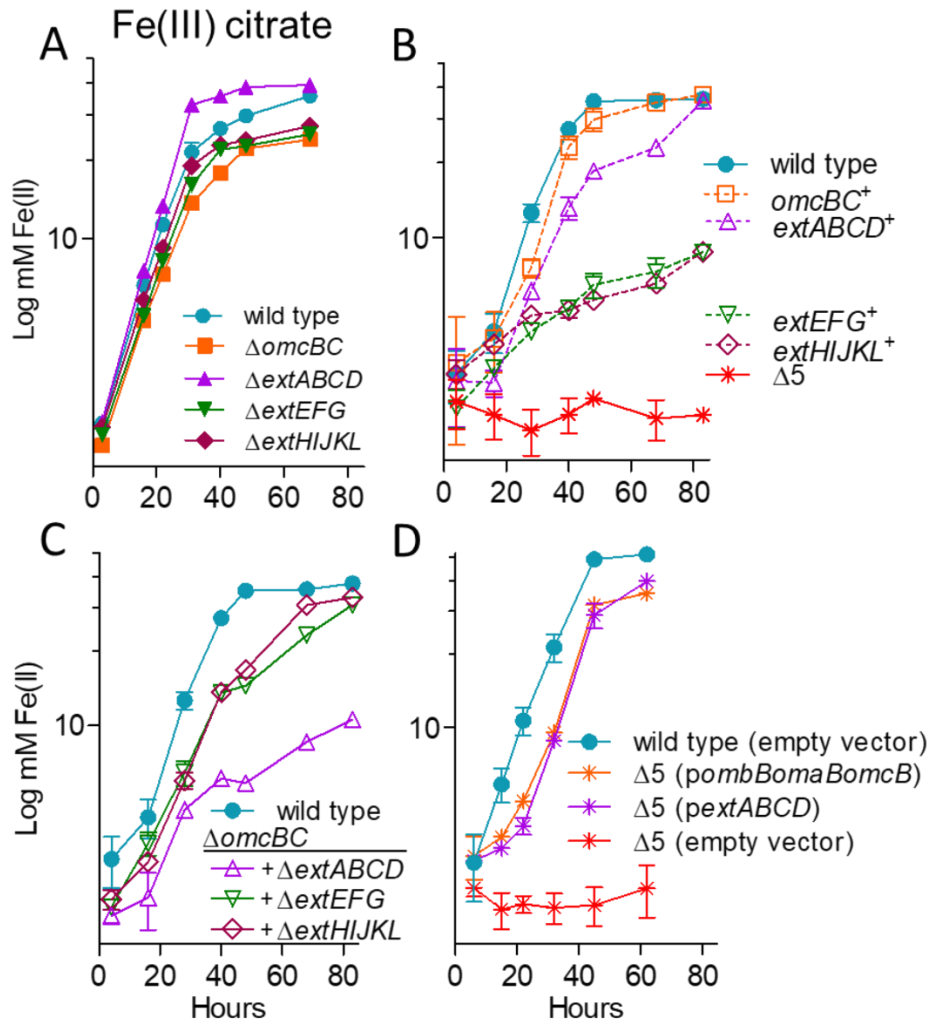 Fe(III) citrate
A
B
Log mM Fe(II)
10
wild type
ΔomcBC
ΔextABCD
ΔextEFG
ΔextHIJKL
0 20 40 60 80
10
wild type
omcBC+
extABCD+
extEFG+
extHIJKL+
Δ5
0 20 40 60 80
C
D
Log mM Fe(II)
10
wild type
ΔomcBC
+ΔextABCD
+ΔextEFG
+ΔextHIJKL
0 20 40 60 80
Hours
10
wild type (empty vector)
Δ5 (pombBomaBomcB)
Δ5 (pextABCD)
Δ5 (empty vector)
0 20 40 60 80
Hours